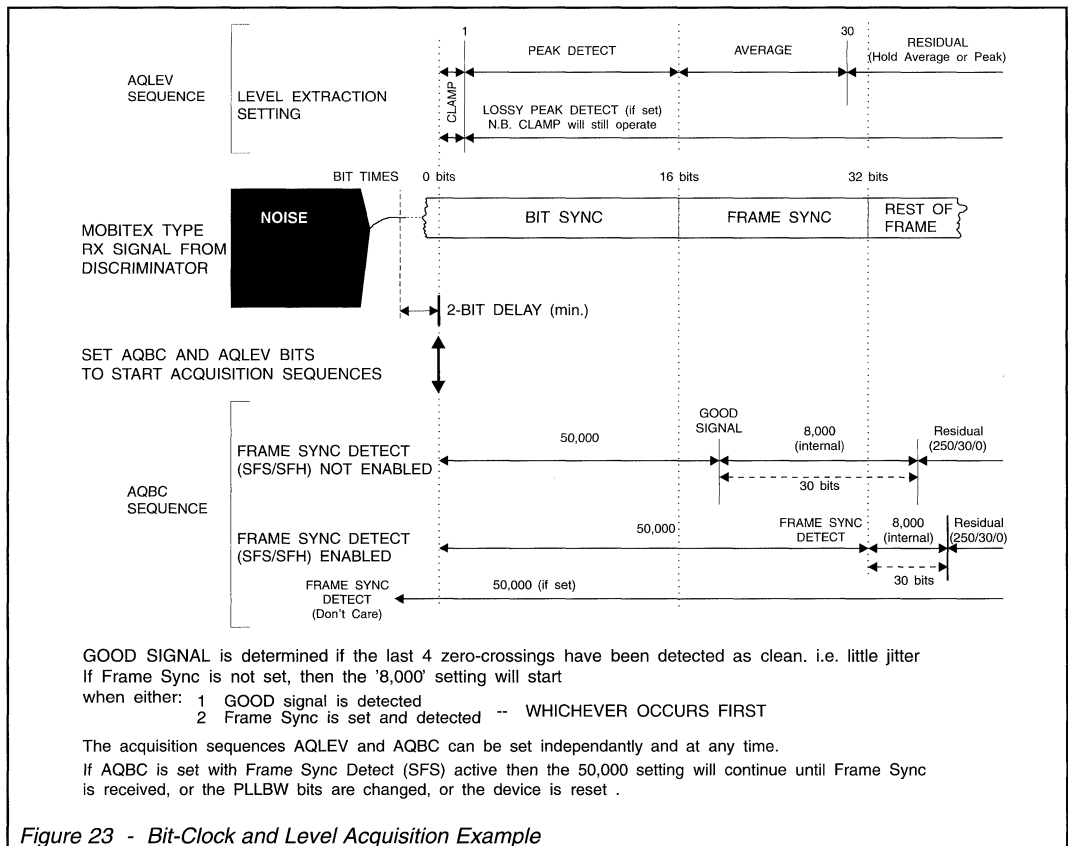 1
30
PEAK DETECT
AVERAGE
RESIDUAL
(Hold Average or Peak)
AQLEV
SEQUENCE
LEVEL EXTRACTION
SETTING
CLAMP
LOSSY PEAK DETECT (if set)
N.B. CLAMP will still operate
BIT TIMES
0 bits
16 bits
32 bits
MOBITEX TYPE
RX SIGNAL FROM
DISCRIMINATOR
NOISE
BIT SYNC
FRAME SYNC
REST OF
FRAME
2-BIT DELAY (min.)
SET AQBC AND AQLEV BITS
TO START ACQUISITION SEQUENCES
AQBC
SEQUENCE
FRAME SYNC DETECT
(SFS/SFH) NOT ENABLED
50,000
GOOD
SIGNAL
8,000
(internal)
Residual
(250/30/0)
30 bits
FRAME SYNC DETECT
(SFS/SFH) ENABLED
50,000
FRAME SYNC
DETECT
8,000
(internal)
Residual
(250/30/0)
30 bits
FRAME SYNC
DETECT
(Don't Care)
50,000 (if set)
GOOD SIGNAL is determined if the last 4 zero-crossings have been detected as clean. i.e. little jitter
If Frame Sync is not set, then the '8,000' setting will start
when either: 1 GOOD signal is detected
2 Frame Sync is set and detected -- WHICHEVER OCCURS FIRST
The acquisition sequences AQLEV and AQBC can be set independantly and at any time.
If AQBC is set with Frame Sync Detect (SFS) active then the 50,000 setting will continue until Frame Sync
is received, or the PLLBW bits are changed, or the device is reset .
Figure 23 - Bit-Clock and Level Acquisition Example